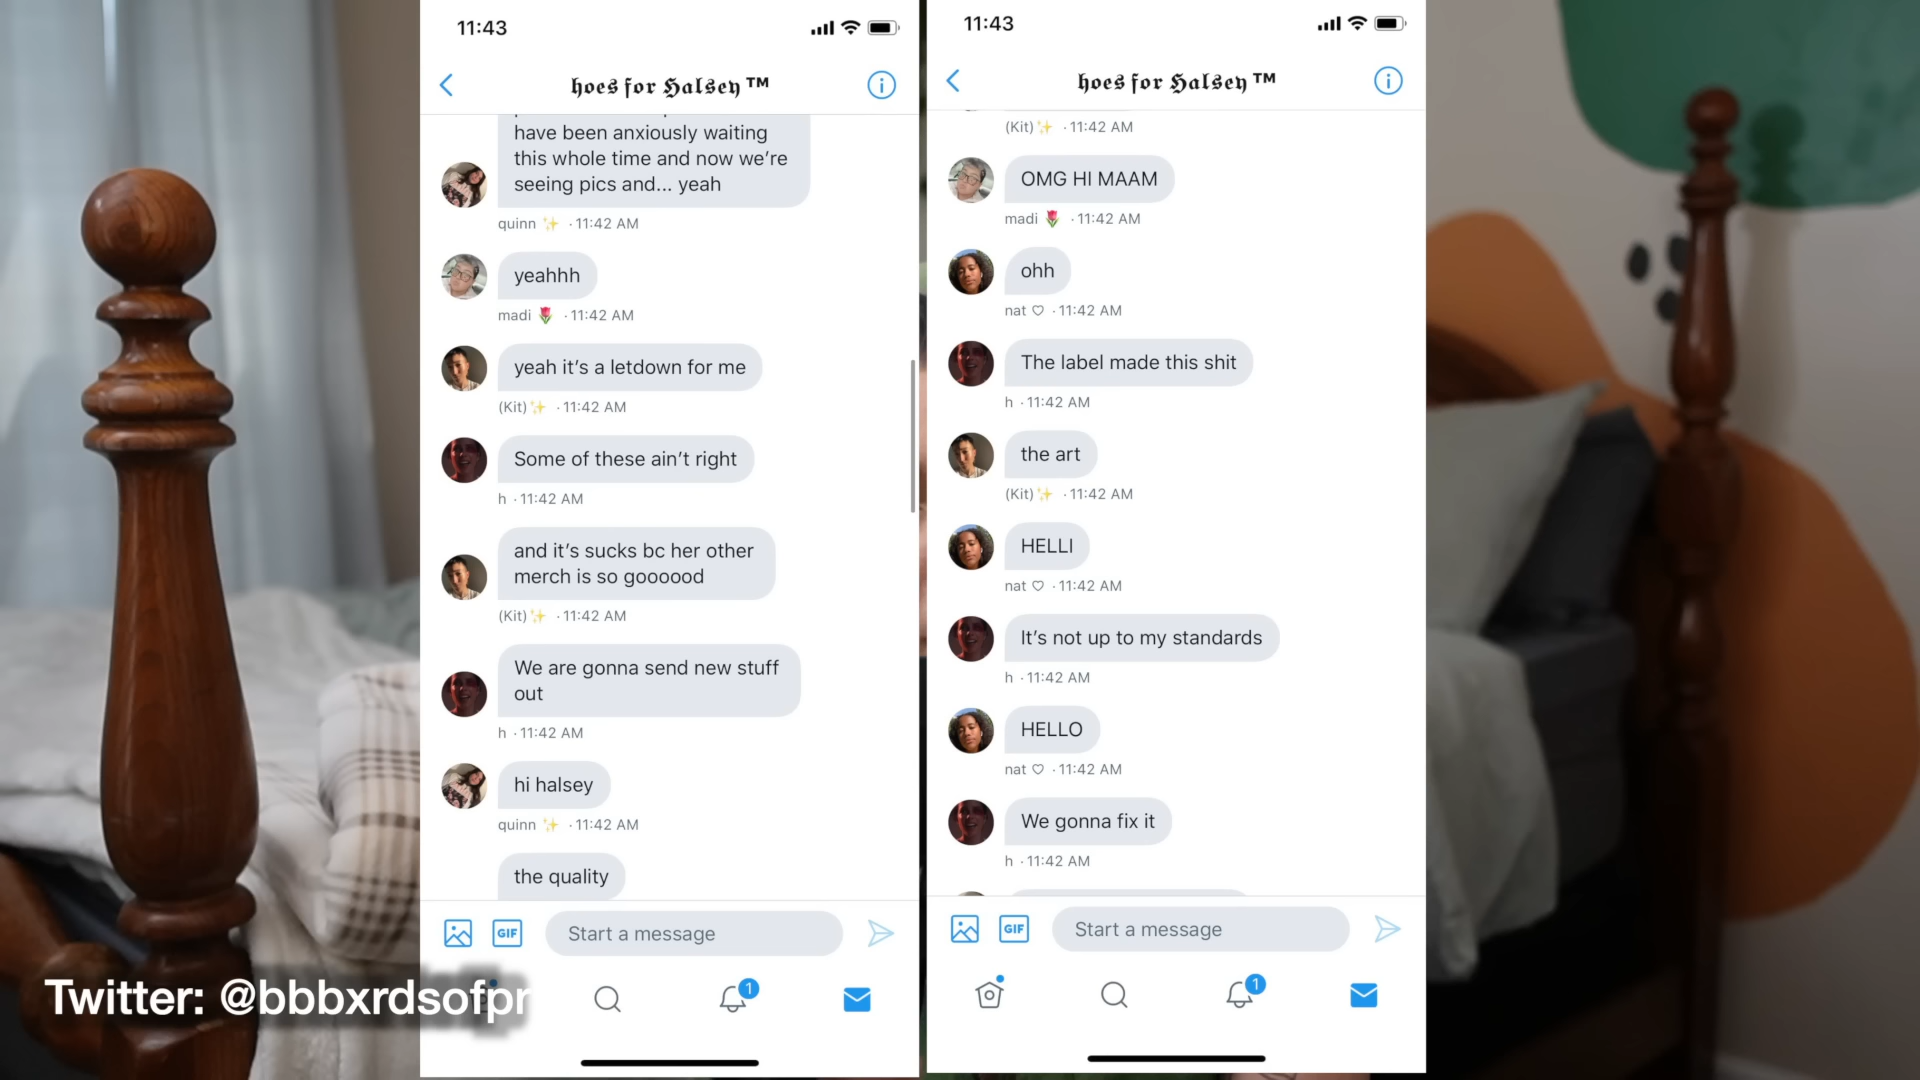 11:43
hoes for Halsey™
have been anxiously waiting
this whole time and now we're
seeing pics and... yeah
quinn ✨ · 11:42 AM
yeahhh
madi 🌷 · 11:42 AM
yeah it's a letdown for me
(Kit)✨ · 11:42 AM
Some of these ain't right
h · 11:42 AM
and it's sucks bc her other
merch is so goooood
(Kit)✨ · 11:42 AM
We are gonna send new stuff
out
h · 11:42 AM
hi halsey
quinn ✨ · 11:42 AM
the quality
GIF
Start a message
1
11:43
hoes for Halsey™
(Kit)✨ · 11:42 AM
OMG HI MAAM
madi 🌷 · 11:42 AM
ohh
nat ♡ · 11:42 AM
The label made this shit
h · 11:42 AM
the art
(Kit)✨ · 11:42 AM
HELLI
nat ♡ · 11:42 AM
It's not up to my standards
h · 11:42 AM
HELLO
nat ♡ · 11:42 AM
We gonna fix it
h · 11:42 AM
GIF
Start a message
1
Twitter: @bbbxrdsofpr